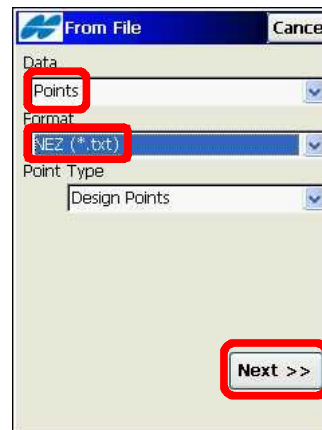 From File Cance
Data
Points
Format
NEZ (*.txt)
Point Type
Design Points
Next >>